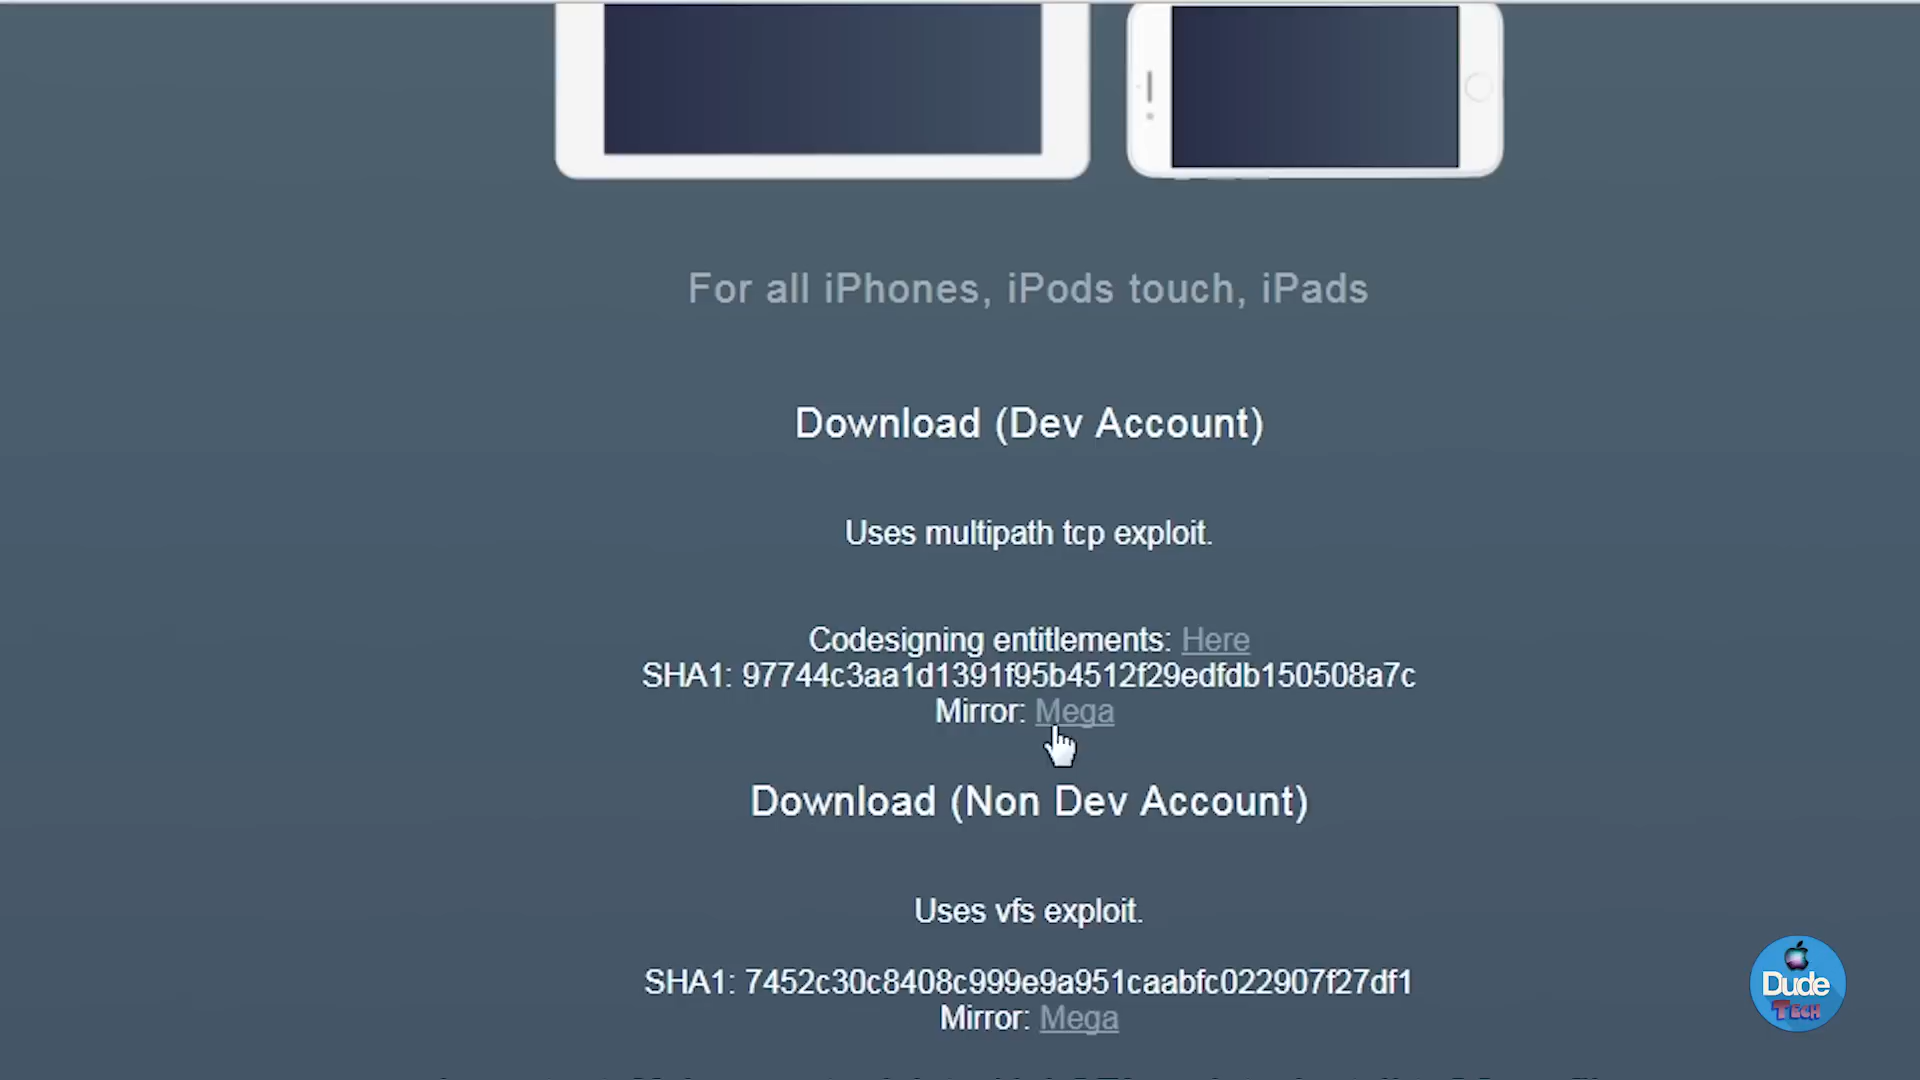 For all iPhones, iPods touch, iPads
Download (Dev Account)
Uses multipath tcp exploit.
Codesigning entitlements: Here
SHA1: 97744c3aa1d1391f95b4512f29edfdb150508a7c
Mirror: Mega
Download (Non Dev Account)
Uses vfs exploit.
SHA1: 7452c30c8408c999e9a951caabfc022907f27df1
Mirror: Mega
Dude
Tech